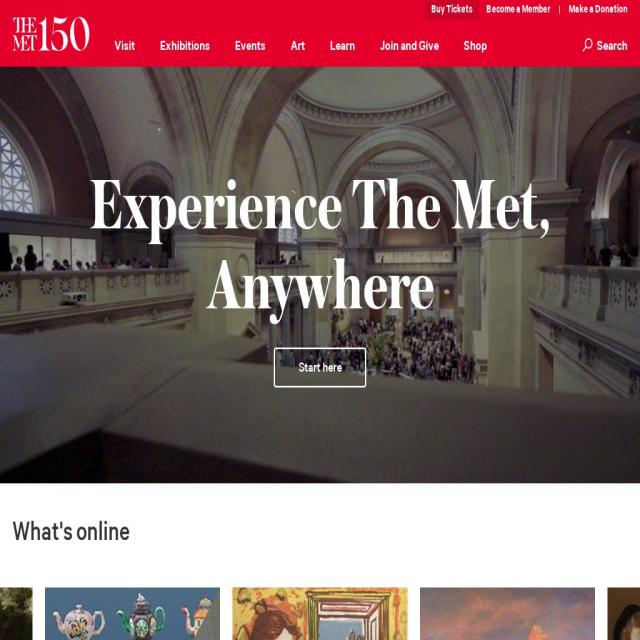 Buy Tickets
Become a Member
Make a Donation
THE MET 150
Visit
Exhibitions
Events
Art
Learn
Join and Give
Shop
Search
Experience The Met,
Anywhere
Start here
What's online